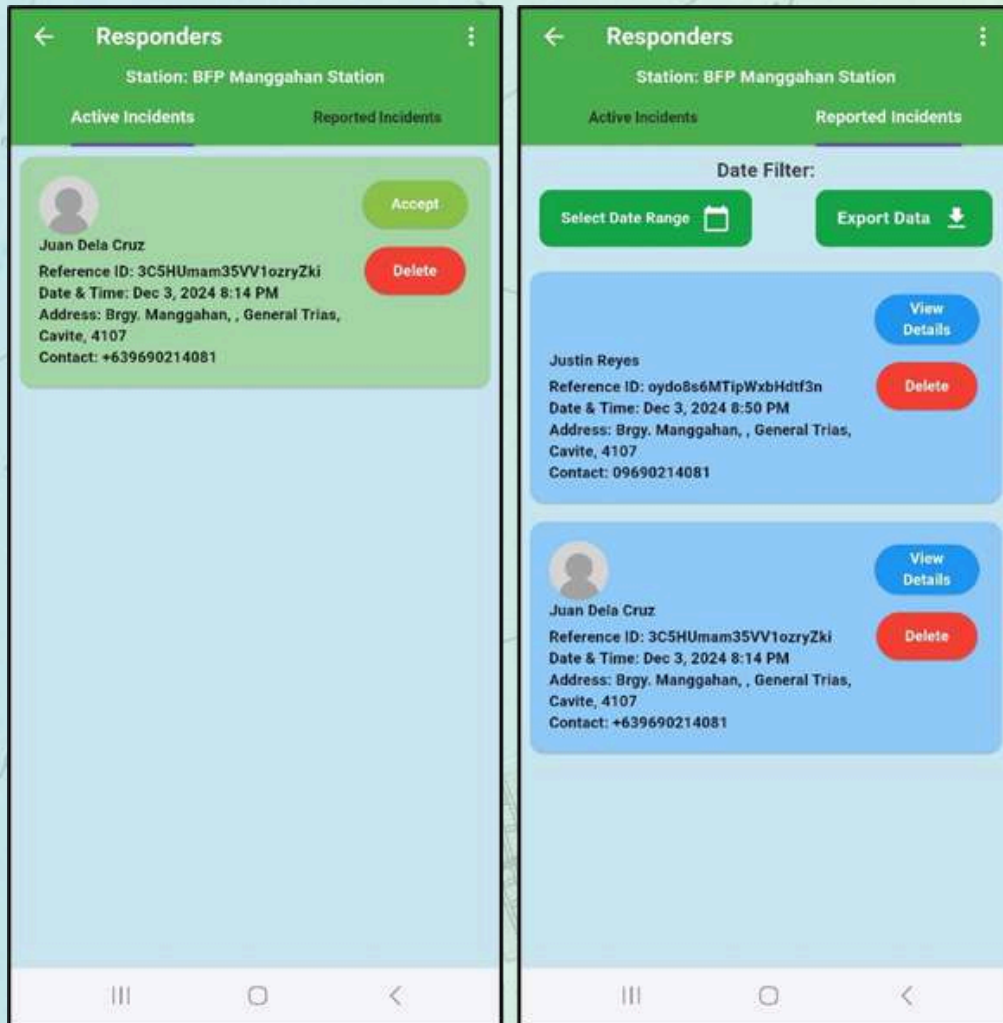 Responders
Station: BFP Manggahan Station
Active Incidents
Reported Incidents
Accept
Juan Dela Cruz
Reference ID: 3C5HUmam35VV1ozryZki
Delete
Date & Time: Dec 3, 2024 8:14 PM
Address: Brgy. Manggahan, , General Trias,
Cavite, 4107
Contact: +639690214081
Responders
Station: BFP Manggahan Station
Active Incidents
Reported Incidents
Date Filter:
Select Date Range
Export Data
View
Details
Justin Reyes
Reference ID: oydo8s6MTipWxbHdtf3n
Delete
Date & Time: Dec 3, 2024 8:50 PM
Address: Brgy. Manggahan, , General Trias,
Cavite, 4107
Contact: 09690214081
View
Details
Juan Dela Cruz
Reference ID: 3C5HUmam35VV1ozryZki
Delete
Date & Time: Dec 3, 2024 8:14 PM
Address: Brgy. Manggahan, , General Trias,
Cavite, 4107
Contact: +639690214081